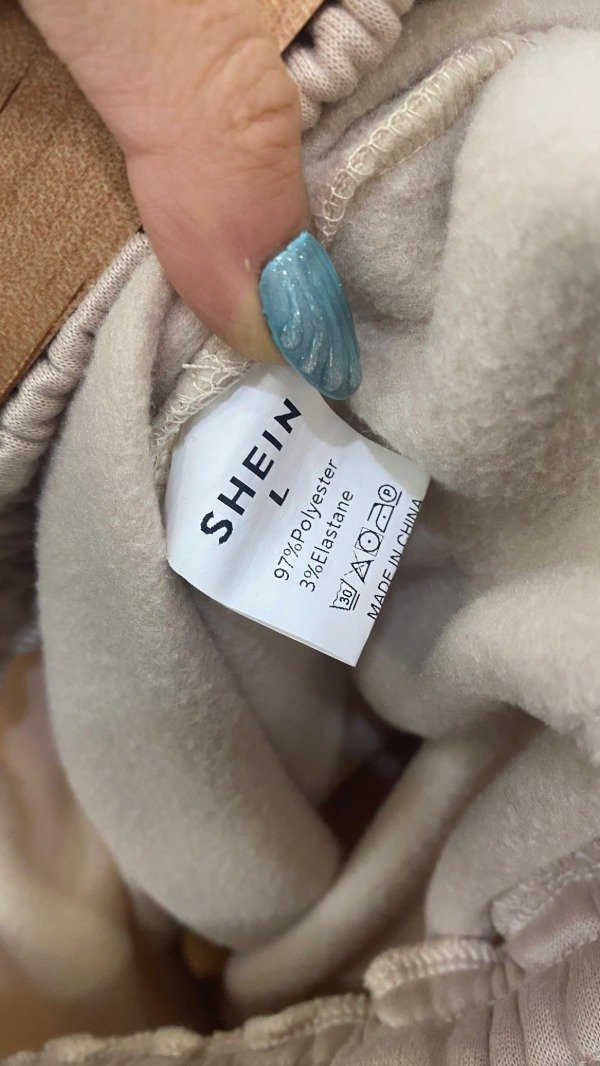 SHEIN
L
97%Polyester
3%Elastane
30 P
MADE IN CHINA